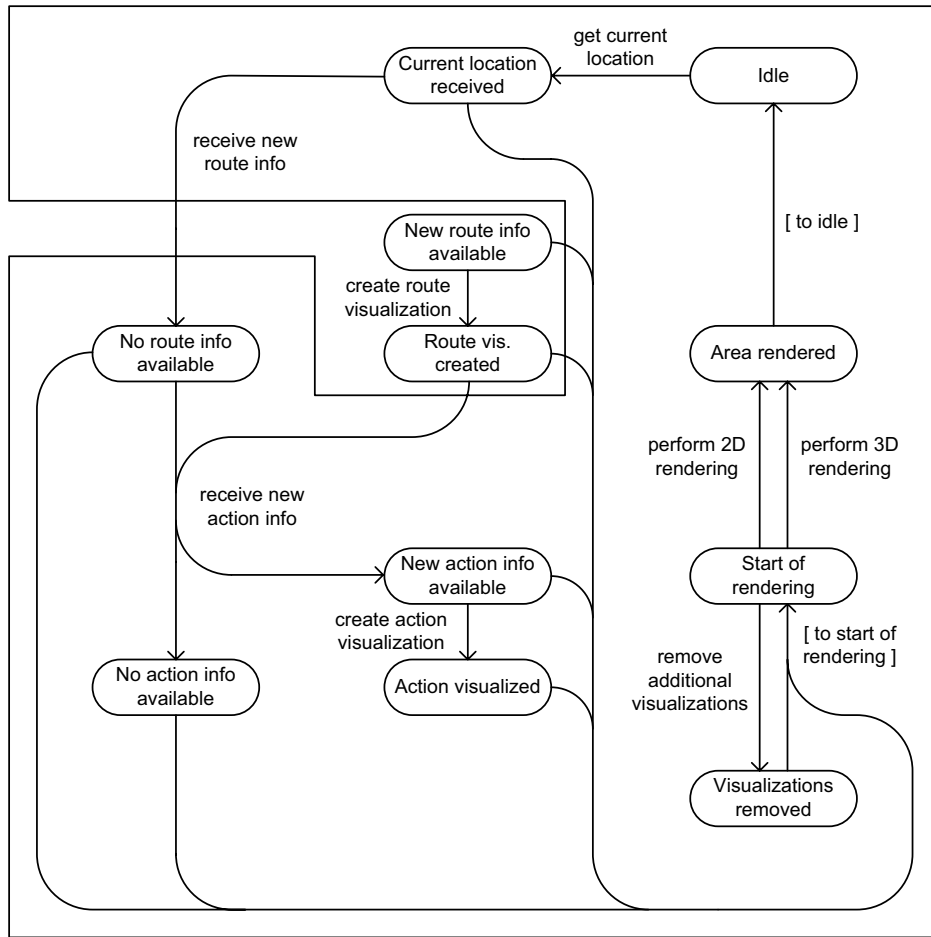 get current
location
Current location
received
Idle
receive new
route info
[ to idle ]
New route info
available
create route
visualization
No route info
available
Route vis.
created
Area rendered
perform 2D
rendering
perform 3D
rendering
receive new
action info
New action info
available
Start of
rendering
create action
visualization
[ to start of
rendering ]
remove
additional
visualizations
No action info
available
Action visualized
Visualizations
removed